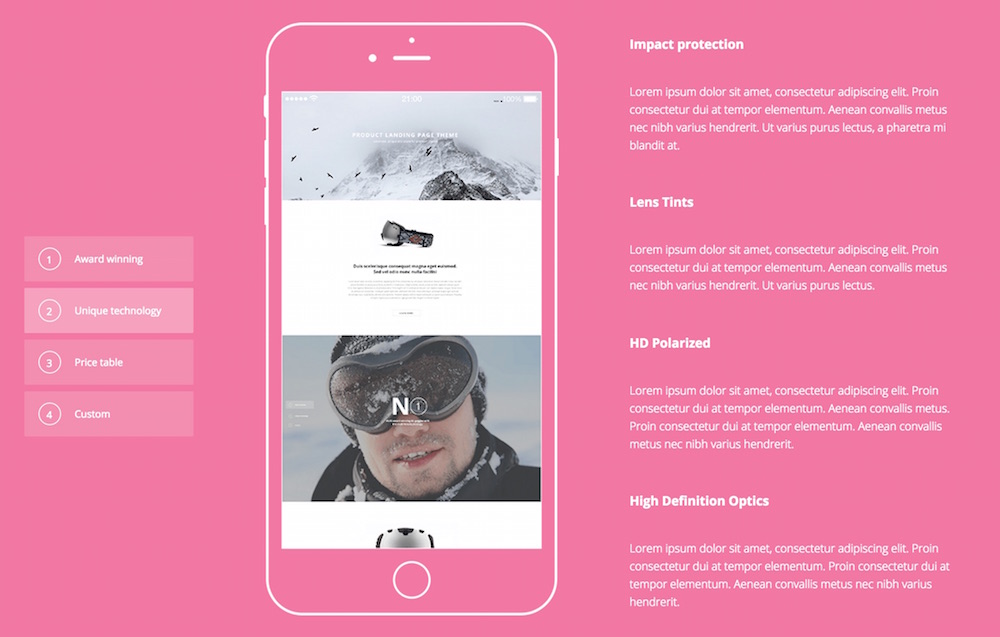 1 Award winning
2 Unique technology
3 Price table
4 Custom
21:00
100%
PRODUCT LANDING PAGE THEME
Duis scelerisque consequat magna eget euismod.
Sed vel odio
NO 1
Impact protection
Lorem ipsum dolor sit amet, consectetur adipiscing elit. Proin
consectetur dui at tempor elementum. Aenean convallis metus
nec nibh varius hendrerit. Ut varius purus lectus, a pharetra mi
blandit at.
Lens Tints
Lorem ipsum dolor sit amet, consectetur adipiscing elit. Proin
consectetur dui at tempor elementum. Aenean convallis metus
nec nibh varius hendrerit. Ut varius purus lectus.
HD Polarized
Lorem ipsum dolor sit amet, consectetur adipiscing elit. Proin
consectetur dui at tempor elementum. Aenean convallis metus.
Proin consectetur dui at tempor elementum. Aenean convallis
metus nec nibh varius hendrerit.
High Definition Optics
Lorem ipsum dolor sit amet, consectetur adipiscing elit. Proin
consectetur dui at tempor elementum. Proin consectetur dui at
tempor elementum. Aenean convallis metus nec nibh varius
hendrerit.